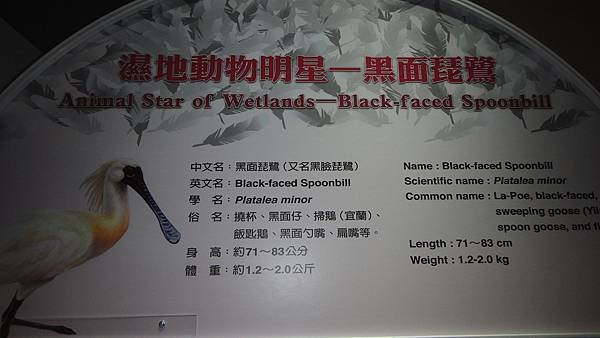 濕地動物明星—黑面琵鷺
Animal Star of Wetlands—Black-faced Spoonbill
中文名：黑面琵鷺（又名黑臉琵鷺）
英文名：Black-faced Spoonbill
學　名：Platalea minor
俗　名：撓杯、黑面仔、掃鵝（宜蘭）、
飯匙鵝、黑面勺嘴、扁嘴等。
身　高：約71～83公分
體　重：約1.2～2.0公斤
Name : Black-faced Spoonbill
Scientific name : Platalea minor
Common name : La-Poe, black-faced,
sweeping goose (Yil
spoon goose, and fl
Length : 71～83 cm
Weight : 1.2-2.0 kg